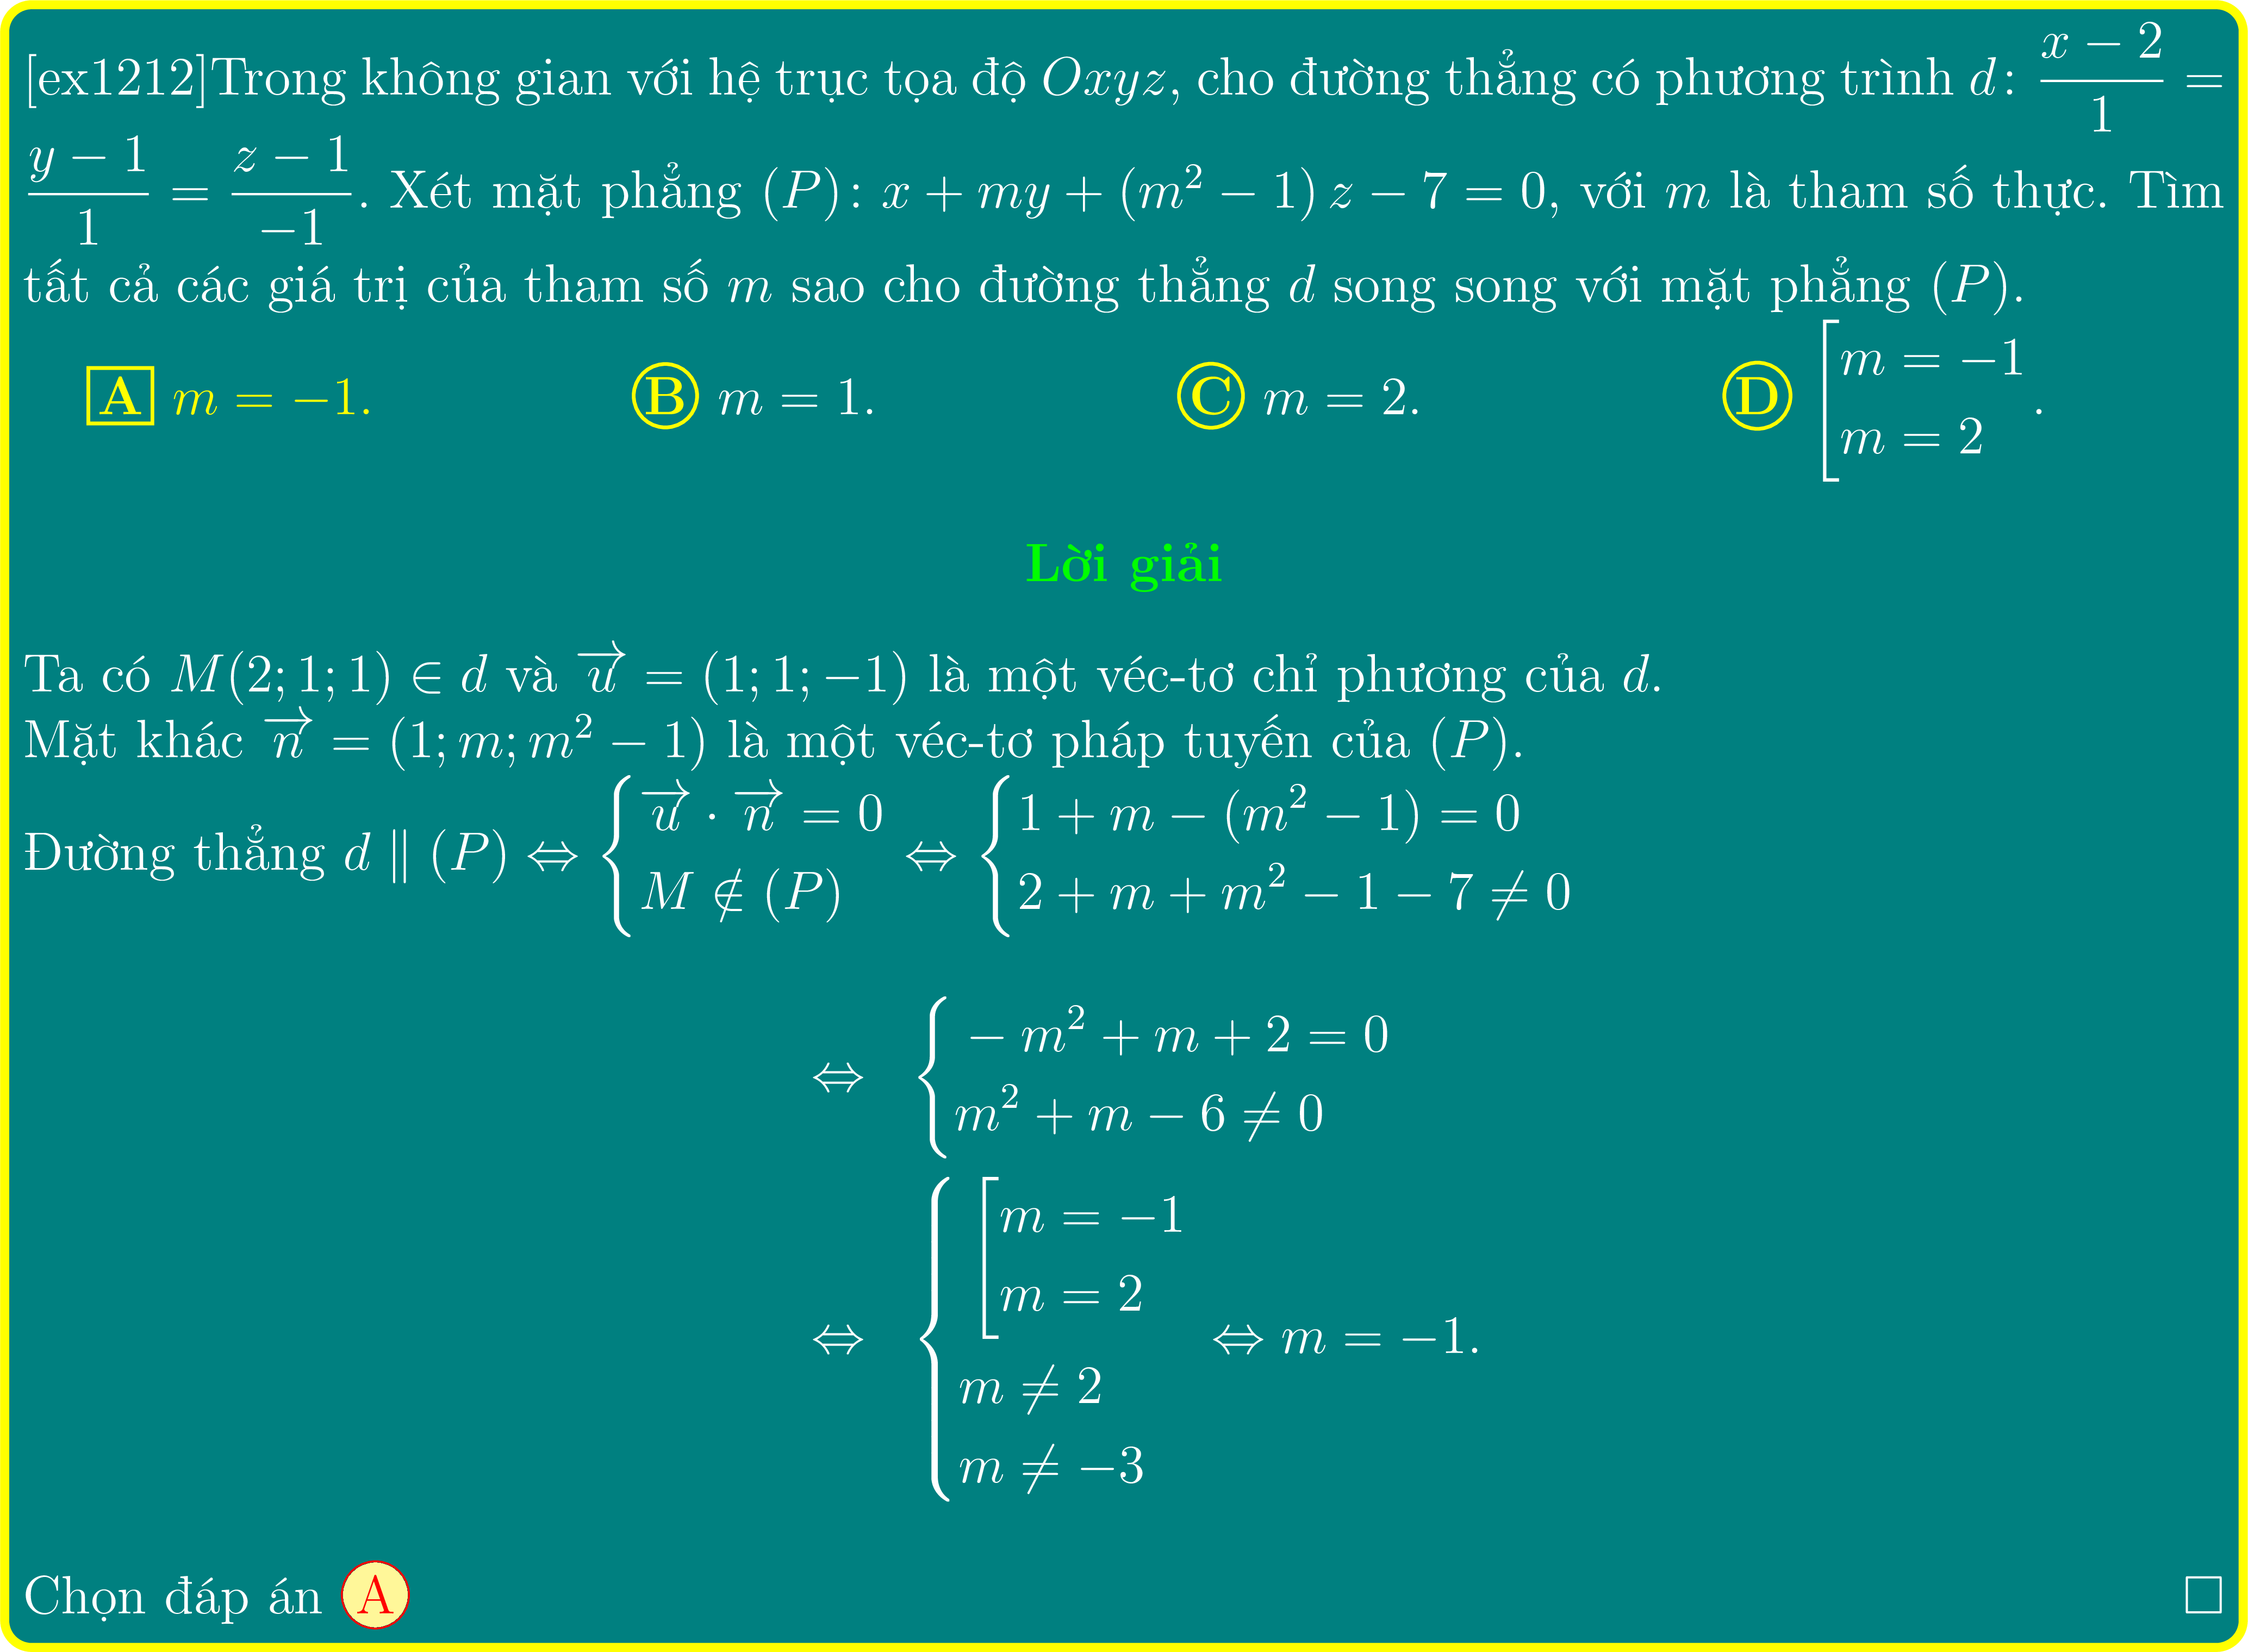 [ex1212]Trong không gian với hệ trục tọa độ $Oxyz$, cho đường thẳng có phương trình $d\colon \dfrac{x-2}{1} =$
$\dfrac{y-1}{1} = \dfrac{z-1}{-1}$. Xét mặt phẳng $(P)\colon x + my + (m^2 - 1)z - 7 = 0$, với $m$ là tham số thực. Tìm
tất cả các giá trị của tham số $m$ sao cho đường thẳng $d$ song song với mặt phẳng $(P)$.
A $m = -1$. B $m = 1$. C $m = 2$. D $\left[\begin{array}{l} m = -1 \\ m = 2 \end{array}\right.$.
Lời giải
Ta có $M(2; 1; 1) \in d$ và $\overrightarrow{u} = (1; 1; -1)$ là một véc-tơ chỉ phương của $d$.
Mặt khác $\overrightarrow{n} = (1; m; m^2 - 1)$ là một véc-tơ pháp tuyến của $(P)$.
Đường thẳng $d \parallel (P) \Leftrightarrow \begin{cases} \overrightarrow{u} \cdot \overrightarrow{n} = 0 \\ M \notin (P) \end{cases} \Leftrightarrow \begin{cases} 1 + m - (m^2 - 1) = 0 \\ 2 + m + m^2 - 1 - 7 \neq 0 \end{cases}$
$\Leftrightarrow \begin{cases} -m^2 + m + 2 = 0 \\ m^2 + m - 6 \neq 0 \end{cases}$
$\Leftrightarrow \begin{cases} \left[\begin{array}{l} m = -1 \\ m = 2 \end{array}\right. \\ m \neq 2 \\ m \neq -3 \end{cases} \Leftrightarrow m = -1.$
Chọn đáp án A □